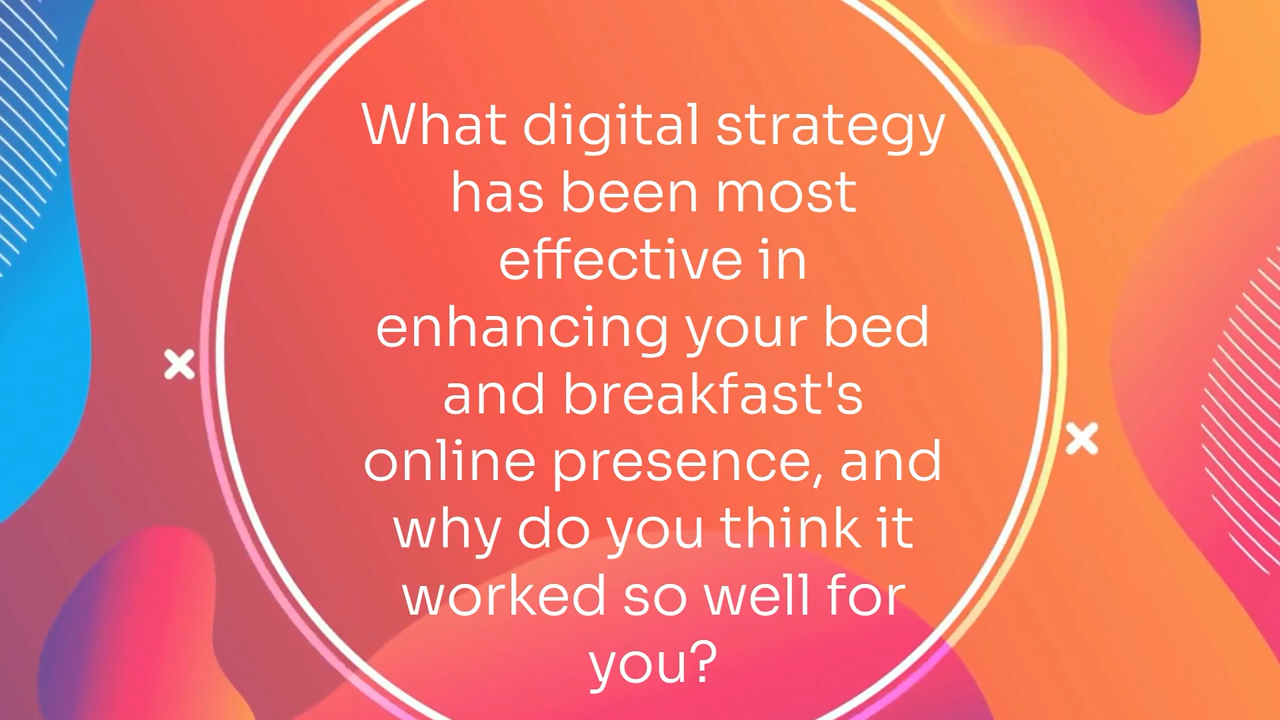 What digital strategy
has been most
effective in
enhancing your bed
and breakfast's
online presence, and
why do you think it
worked so well for
you?